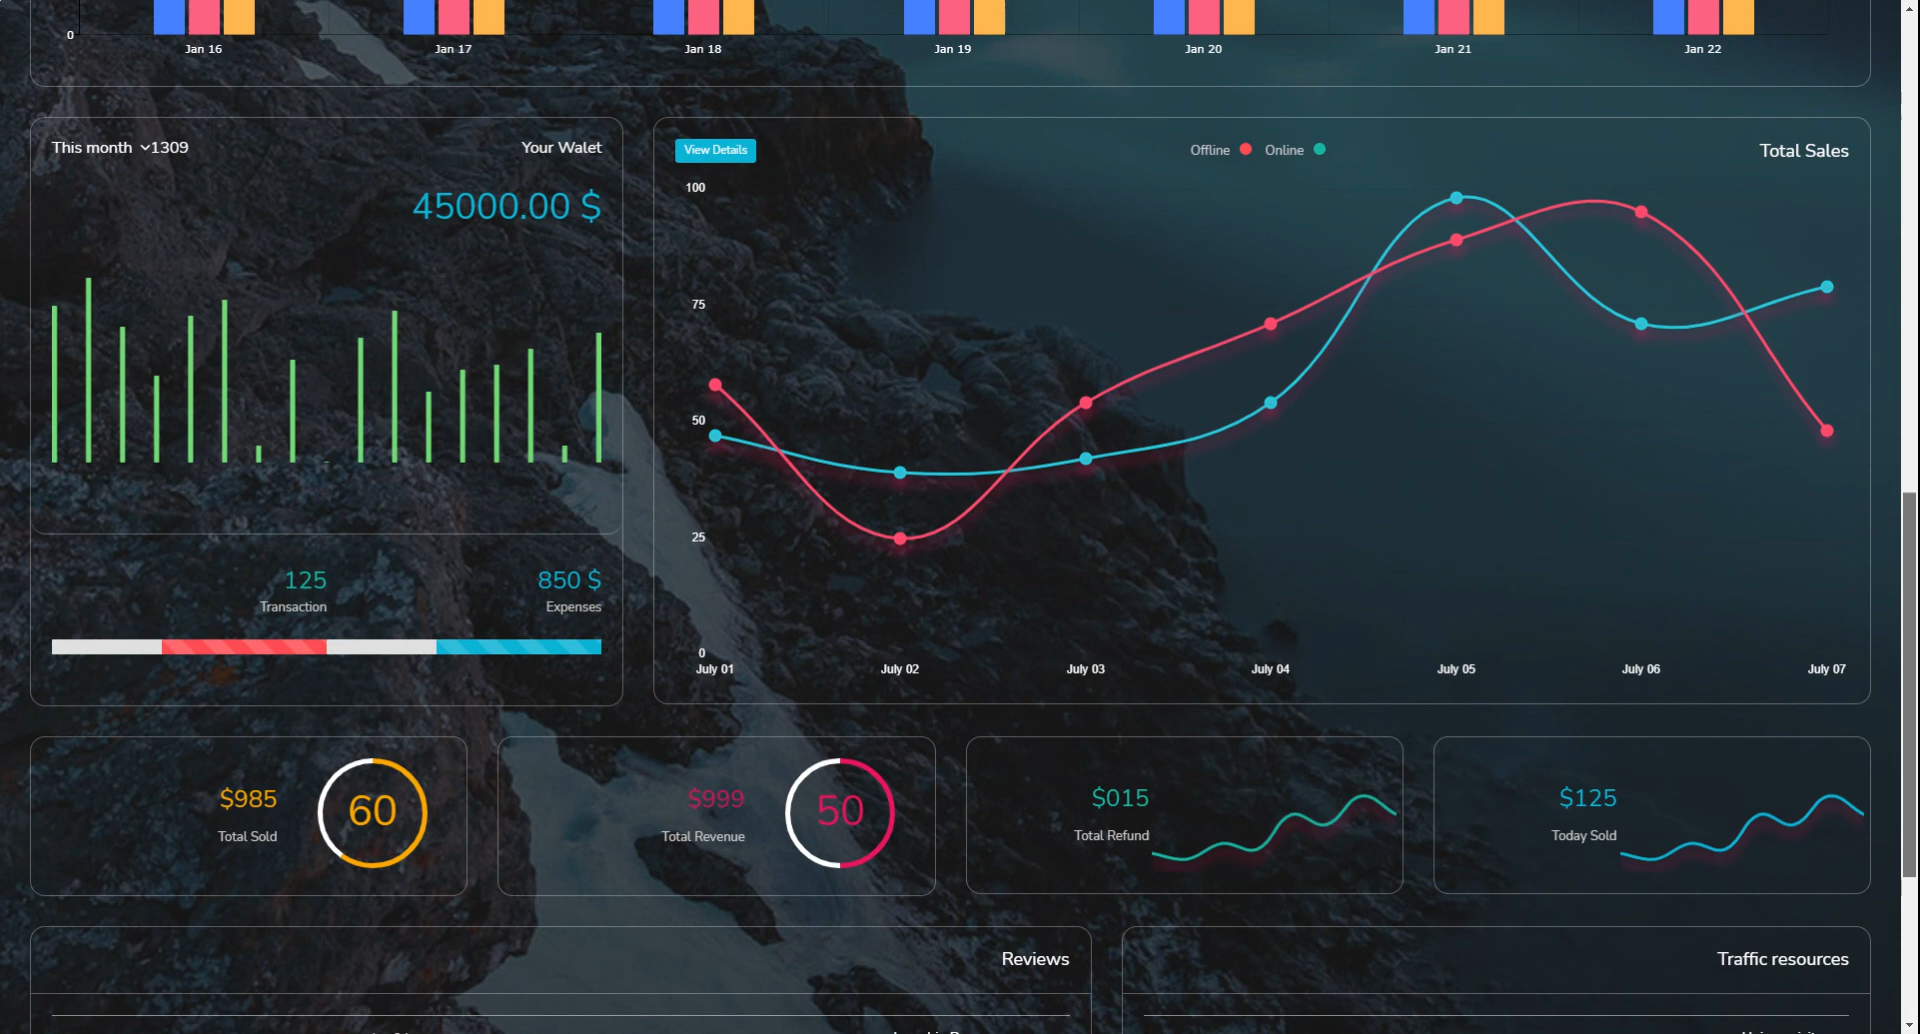 0
Jan 16 Jan 17 Jan 18 Jan 19 Jan 20 Jan 21 Jan 22
This month 1309
Your Walet
45000.00 $
125
Transaction
850 $
Expenses
View Details
Offline Online
Total Sales
100
75
50
25
0
July 01 July 02 July 03 July 04 July 05 July 06 July 07
$985
Total Sold
60
$999
Total Revenue
50
$015
Total Refund
$125
Today Sold
Reviews
Traffic resources